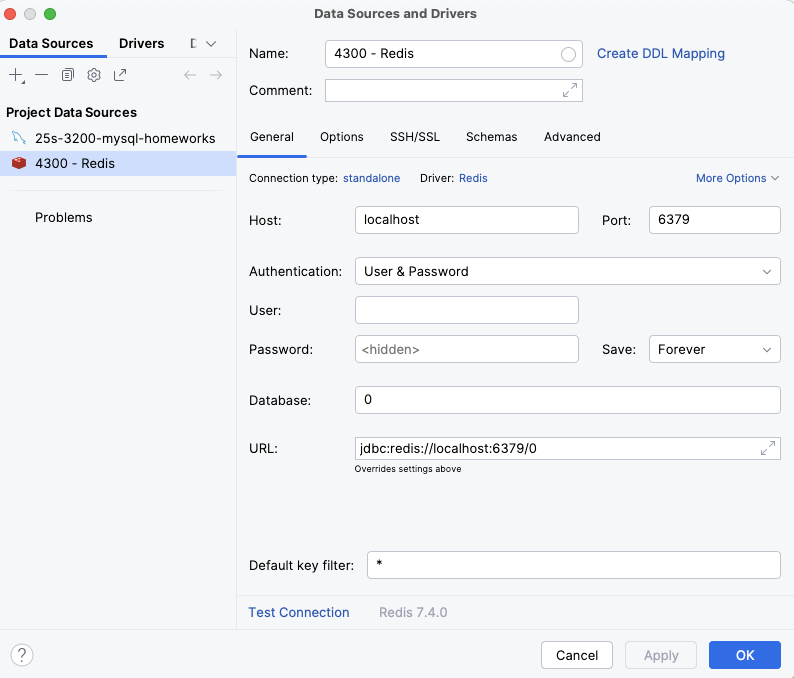 Data Sources and Drivers
Data Sources Drivers
Project Data Sources
25s-3200-mysql-homeworks
4300 - Redis
Problems
Name: 4300 - Redis Create DDL Mapping
Comment:
General Options SSH/SSL Schemas Advanced
Connection type: standalone Driver: Redis More Options
Host: localhost Port: 6379
Authentication: User & Password
User:
Password: <hidden> Save: Forever
Database: 0
URL: jdbc:redis://localhost:6379/0
Overrides settings above
Default key filter: *
Test Connection Redis 7.4.0
? Cancel Apply OK